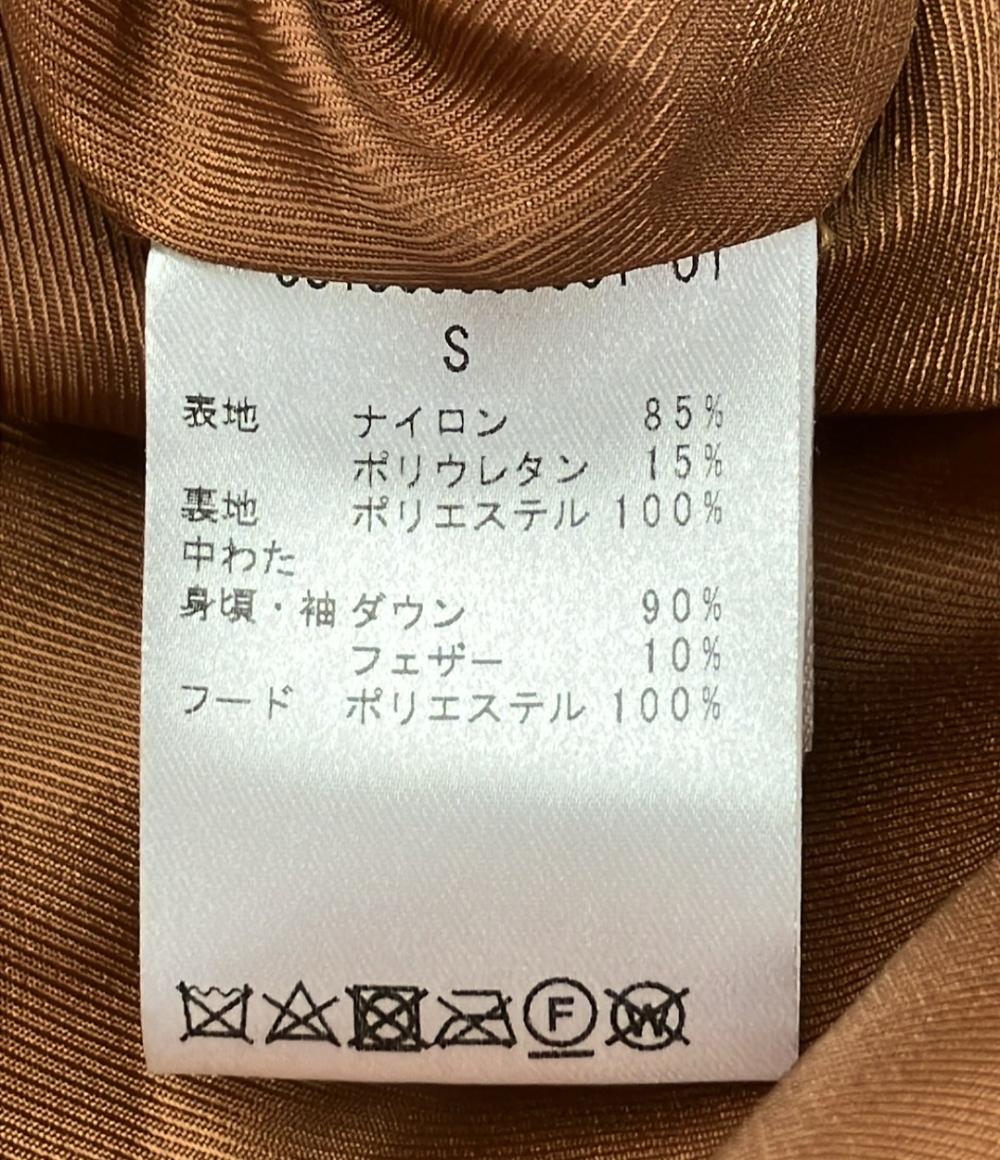 01
S
表地 ナイロン 85%
ポリウレタン 15%
裏地 ポリエステル 100%
中わた
身頃・袖 ダウン 90%
フェザー 10%
フード ポリエステル 100%
F W